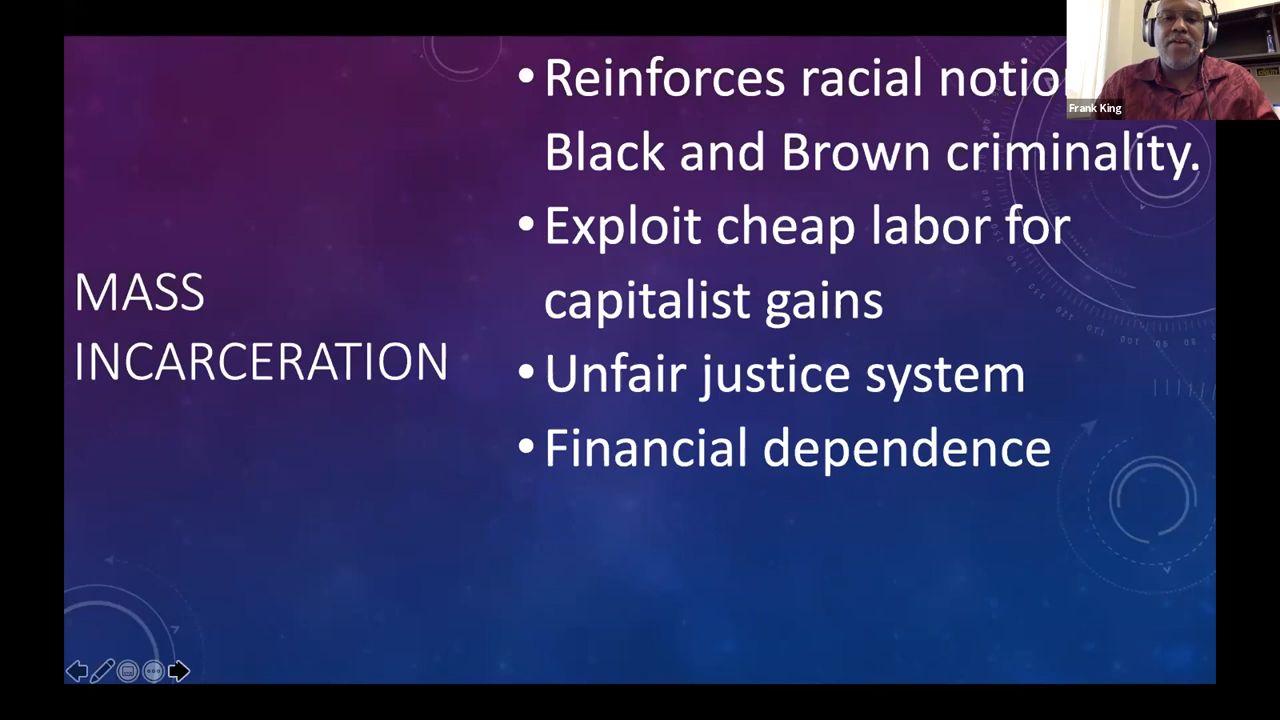 • Reinforces racial
Frank King
Black and Brown criminality.
• Exploit cheap labor for
capitalist gains
• Unfair justice system
• Financial dependence
MASS
INCARCERATION